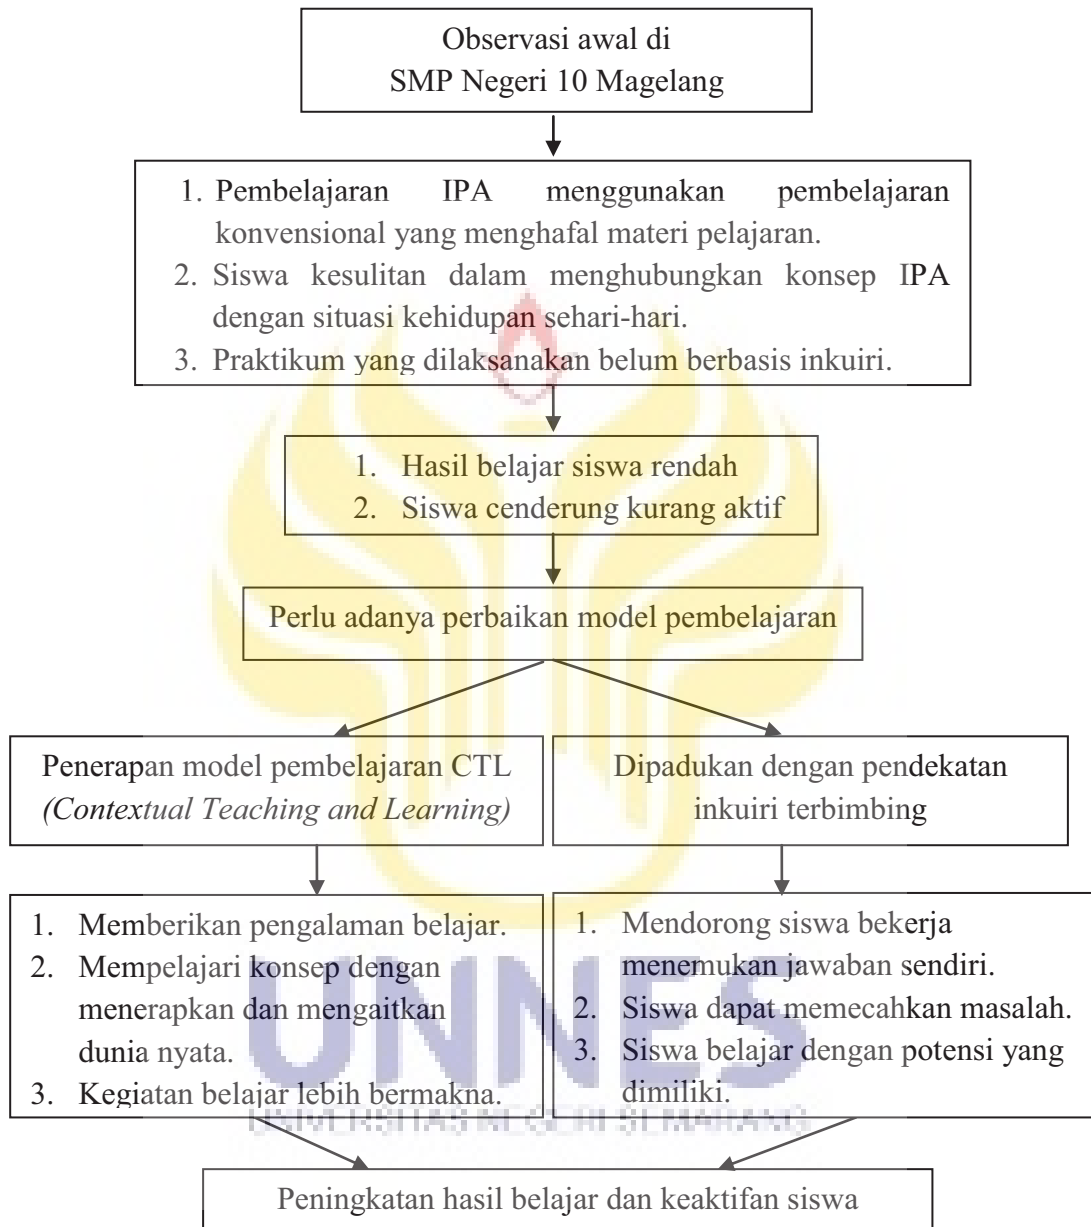 Observasi awal di
SMP Negeri 10 Magelang
1. Pembelajaran IPA menggunakan pembelajaran
konvensional yang menghafal materi pelajaran.
2. Siswa kesulitan dalam menghubungkan konsep IPA
dengan situasi kehidupan sehari-hari.
3. Praktikum yang dilaksanakan belum berbasis inkuiri.
1. Hasil belajar siswa rendah
2. Siswa cenderung kurang aktif
Perlu adanya perbaikan model pembelajaran
Penerapan model pembelajaran CTL
(Contextual Teaching and Learning)
Dipadukan dengan pendekatan
inkuiri terbimbing
1. Memberikan pengalaman belajar.
2. Mempelajari konsep dengan
menerapkan dan mengaitkan
dunia nyata.
3. Kegiatan belajar lebih bermakna.
1. Mendorong siswa bekerja
menemukan jawaban sendiri.
2. Siswa dapat memecahkan masalah.
3. Siswa belajar dengan potensi yang
dimiliki.
UNNES
UNIVERSITAS NEGERI SEMARANG
Peningkatan hasil belajar dan keaktifan siswa